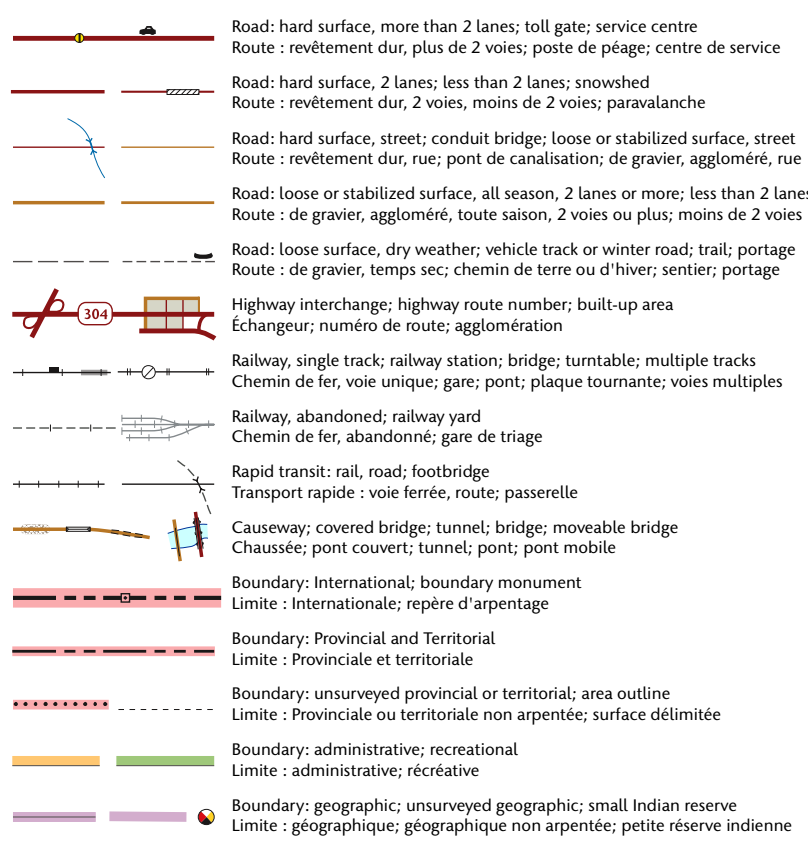 Road: hard surface, more than 2 lanes; toll gate; service centre
Route : revêtement dur, plus de 2 voies; poste de péage; centre de service
Road: hard surface, 2 lanes; less than 2 lanes; snowshed
Route : revêtement dur, 2 voies, moins de 2 voies; paravalanche
Road: hard surface, street; conduit bridge; loose or stabilized surface, street
Route : revêtement dur, rue; pont de canalisation; de gravier, aggloméré, rue
Road: loose or stabilized surface, all season, 2 lanes or more; less than 2 lanes
Route : de gravier, aggloméré, toute saison, 2 voies ou plus; moins de 2 voies
Road: loose surface, dry weather; vehicle track or winter road; trail; portage
Route : de gravier, temps sec; chemin de terre ou d'hiver; sentier; portage
304
Highway interchange; highway route number; built-up area
Échangeur; numéro de route; agglomération
Railway, single track; railway station; bridge; turntable; multiple tracks
Chemin de fer, voie unique; gare; pont; plaque tournante; voies multiples
Railway, abandoned; railway yard
Chemin de fer, abandonné; gare de triage
Rapid transit: rail, road; footbridge
Transport rapide : voie ferrée, route; passerelle
Causeway; covered bridge; tunnel; bridge; moveable bridge
Chaussée; pont couvert; tunnel; pont; pont mobile
Boundary: International; boundary monument
Limite : Internationale; repère d'arpentage
Boundary: Provincial and Territorial
Limite : Provinciale et territoriale
Boundary: unsurveyed provincial or territorial; area outline
Limite : Provinciale ou territoriale non arpentée; surface délimitée
Boundary: administrative; recreational
Limite : administrative; récréative
Boundary: geographic; unsurveyed geographic; small Indian reserve
Limite : géographique; géographique non arpentée; petite réserve indienne